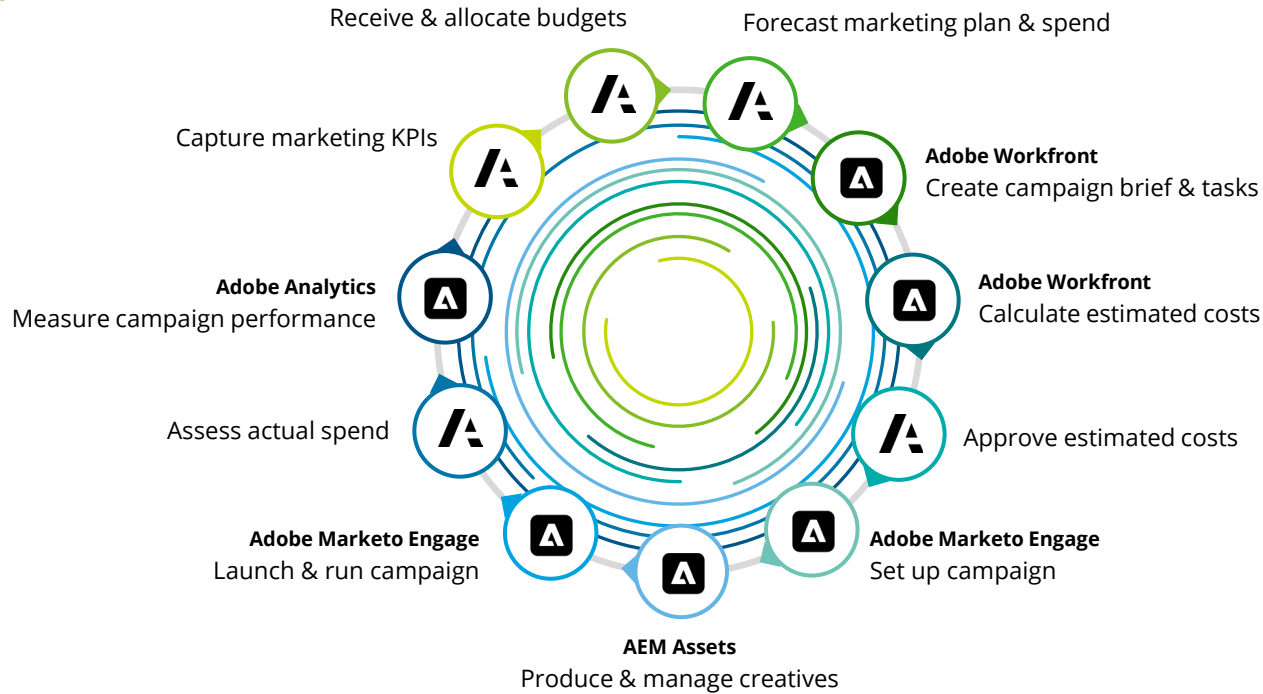 Receive & allocate budgets
Forecast marketing plan & spend
Adobe Workfront
Create campaign brief & tasks
Adobe Workfront
Calculate estimated costs
Approve estimated costs
Adobe Marketo Engage
Set up campaign
AEM Assets
Produce & manage creatives
Adobe Marketo Engage
Launch & run campaign
Assess actual spend
Adobe Analytics
Measure campaign performance
Capture marketing KPIs